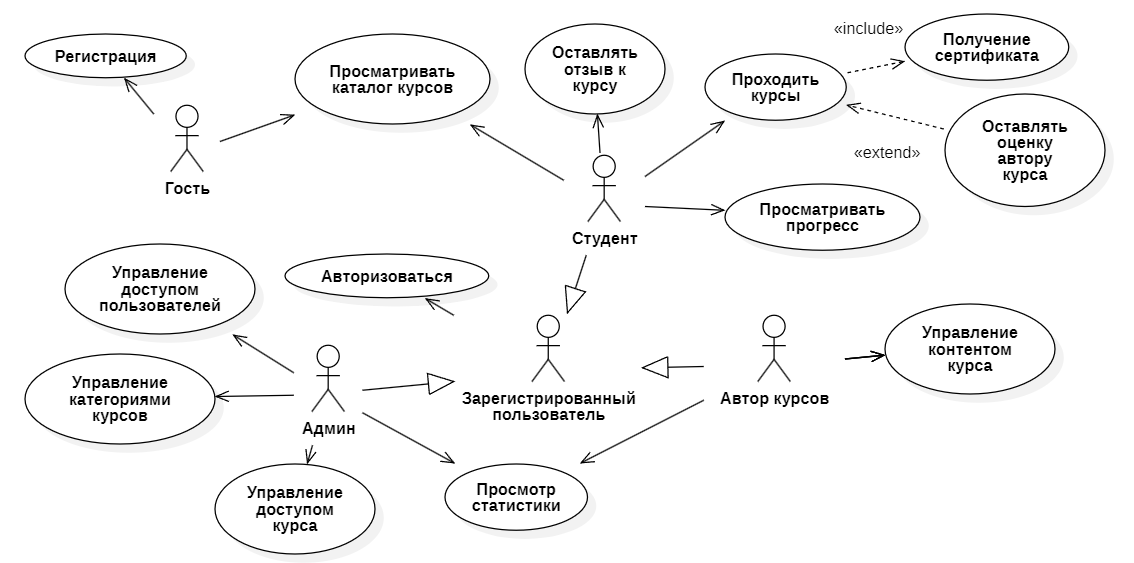 Регистрация
Просматривать
каталог курсов
Оставлять
отзыв к
курсу
Проходить
курсы
«include»
Получение
сертификата
«extend»
Оставлять
оценку
автору
курса
Гость
Студент
Просматривать
прогресс
Управление
доступом
пользователей
Авторизоваться
Управление
категориями
курсов
Админ
Зарегистрированный
пользователь
Автор курсов
Управление
контентом
курса
Управление
доступом
курса
Просмотр
статистики